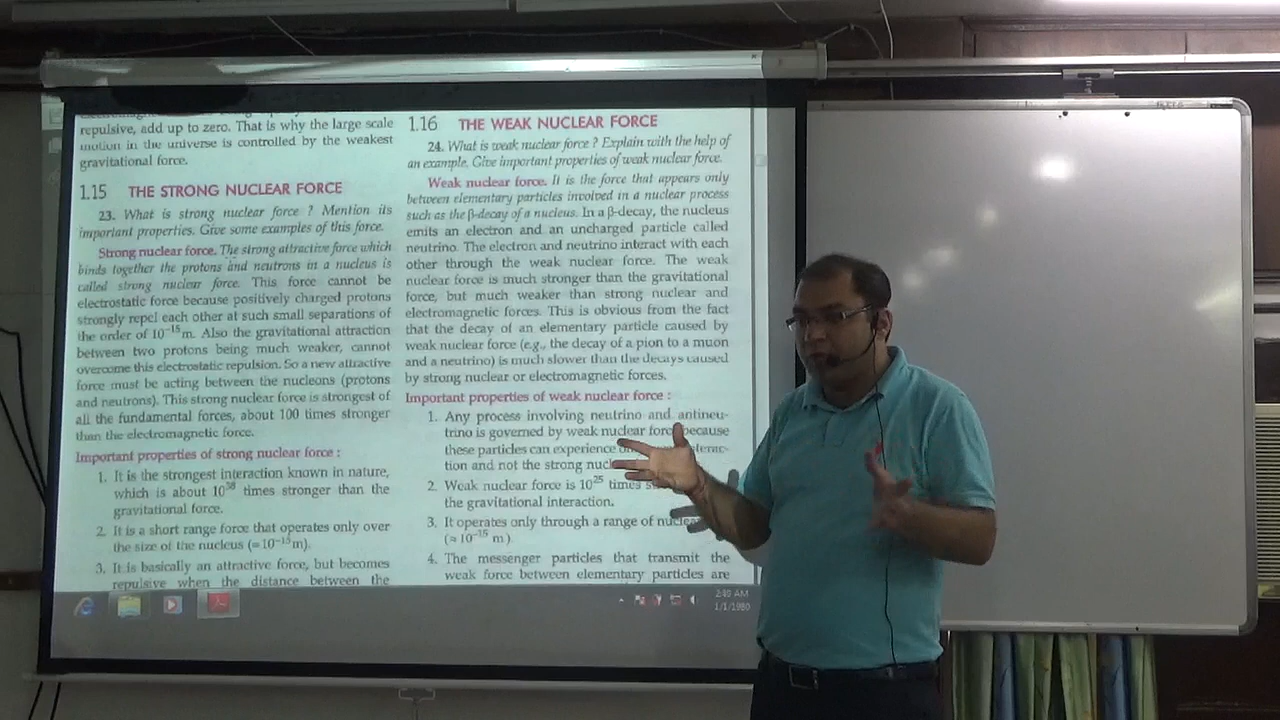 repulsive, add up to zero. That is why the large scale
motion in the universe is controlled by the weakest
gravitational force.
1.15 THE STRONG NUCLEAR FORCE
23. What is strong nuclear force ? Mention its
important properties. Give some examples of this force.
Strong nuclear force. The strong attractive force which
binds together the protons and neutrons in a nucleus is
called strong nuclear force. This force cannot be
electrostatic force because positively charged protons
strongly repel each other at such small separations of
the order of 10⁻¹⁵ m. Also the gravitational attraction
between two protons being much weaker, cannot
overcome this electrostatic repulsion. So a new attractive
force must be acting between the nucleons (protons
and neutrons). This strong nuclear force is strongest of
all the fundamental forces, about 100 times stronger
than the electromagnetic force.
Important properties of strong nuclear force :
1. It is the strongest interaction known in nature,
which is about 10³⁸ times stronger than the
gravitational force.
2. It is a short range force that operates only over
the size of the nucleus (≈ 10⁻¹⁵ m).
3. It is basically an attractive force, but becomes
repulsive when the distance between the
1.16 THE WEAK NUCLEAR FORCE
24. What is weak nuclear force ? Explain with the help of
an example. Give important properties of weak nuclear force.
Weak nuclear force. It is the force that appears only
between elementary particles involved in a nuclear process
such as the β-decay of a nucleus. In a β-decay, the nucleus
emits an electron and an uncharged particle called
neutrino. The electron and neutrino interact with each
other through the weak nuclear force. The weak
nuclear force is much stronger than the gravitational
force, but much weaker than strong nuclear and
electromagnetic forces. This is obvious from the fact
that the decay of an elementary particle caused by
weak nuclear force (e.g., the decay of a pion to a muon
and a neutrino) is much slower than the decays caused
by strong nuclear or electromagnetic forces.
Important properties of weak nuclear force :
1. Any process involving neutrino and antineu-
trino is governed by weak nuclear force because
these particles can experience
tion and not the strong
2. Weak nuclear force is 10²⁵ times
the gravitational interaction.
3. It operates only through a range of
(≈ 10⁻¹⁵ m).
4. The messenger particles that transmit the
weak force between elementary particles are
2:49 AM
1/1/1980